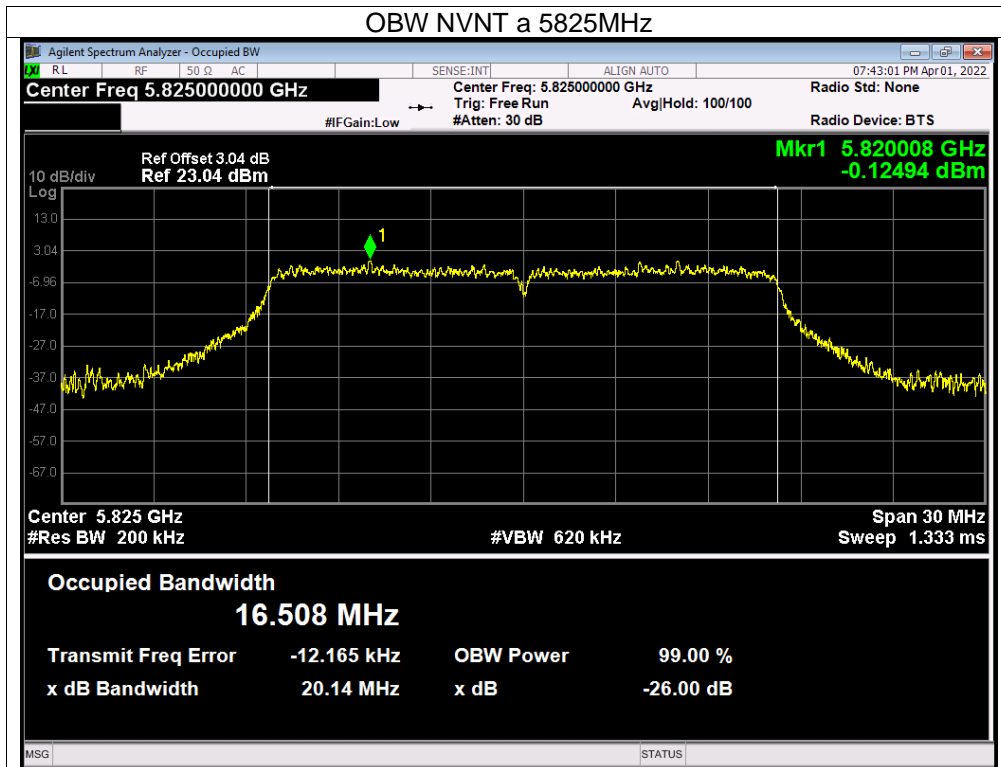 OBW NVNT a 5825MHz
Agilent Spectrum Analyzer - Occupied BW
LXI RL RF 50 Ω AC SENSE:INT ALIGN AUTO 07:43:01 PM Apr 01, 2022
Center Freq 5.825000000 GHz Center Freq: 5.825000000 GHz Radio Std: None
Trig: Free Run Avg|Hold: 100/100
#IFGain:Low #Atten: 30 dB Radio Device: BTS
Mkr1 5.820008 GHz
-0.12494 dBm
Ref Offset 3.04 dB
10 dB/div Ref 23.04 dBm
Log
13.0
1
3.04
-6.96
-17.0
-27.0
-37.0
-47.0
-57.0
-67.0
Center 5.825 GHz Span 30 MHz
#Res BW 200 kHz #VBW 620 kHz Sweep 1.333 ms
Occupied Bandwidth
16.508 MHz
Transmit Freq Error -12.165 kHz OBW Power 99.00 %
x dB Bandwidth 20.14 MHz x dB -26.00 dB
MSG STATUS